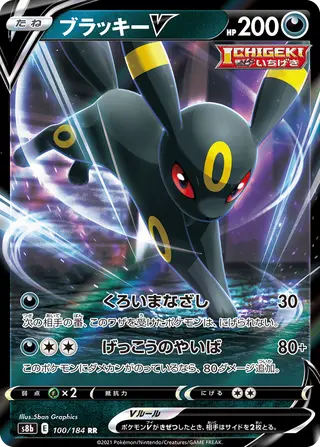 たね ブラッキーV HP 200
ICHIGEKI
いちげき
くろいまなざし 30
次の相手の番、このワザを受けたポケモンは、にげられない。
げっこうのやいば 80+
このポケモンにダメカンがのっているなら、80ダメージ追加。
弱点 ×2 抵抗力 にげる
Illus.5ban Graphics
s8b E 100/184 RR
Vルール
ポケモンVがきぜつしたとき、相手はサイドを2枚とる。
©2021 Pokémon/Nintendo/Creatures/GAME FREAK.